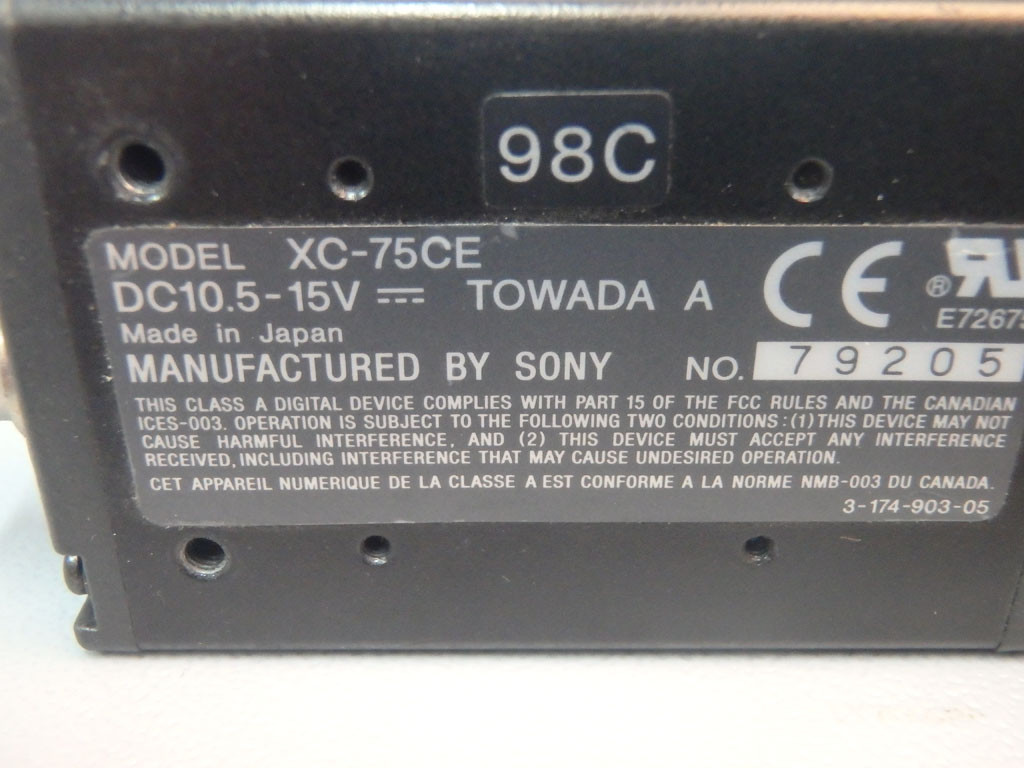 98C
MODEL XC-75CE
DC10.5-15V ⎓ TOWADA A
CE
®
Made in Japan
MANUFACTURED BY SONY NO. 79205
THIS CLASS A DIGITAL DEVICE COMPLIES WITH PART 15 OF THE FCC RULES AND THE CANADIAN
ICES-003. OPERATION IS SUBJECT TO THE FOLLOWING TWO CONDITIONS: (1) THIS DEVICE MAY NOT
CAUSE HARMFUL INTERFERENCE, AND (2) THIS DEVICE MUST ACCEPT ANY INTERFERENCE
RECEIVED, INCLUDING INTERFERENCE THAT MAY CAUSE UNDESIRED OPERATION.
CET APPAREIL NUMERIQUE DE LA CLASSE A EST CONFORME A LA NORME NMB-003 DU CANADA.
3-174-903-05